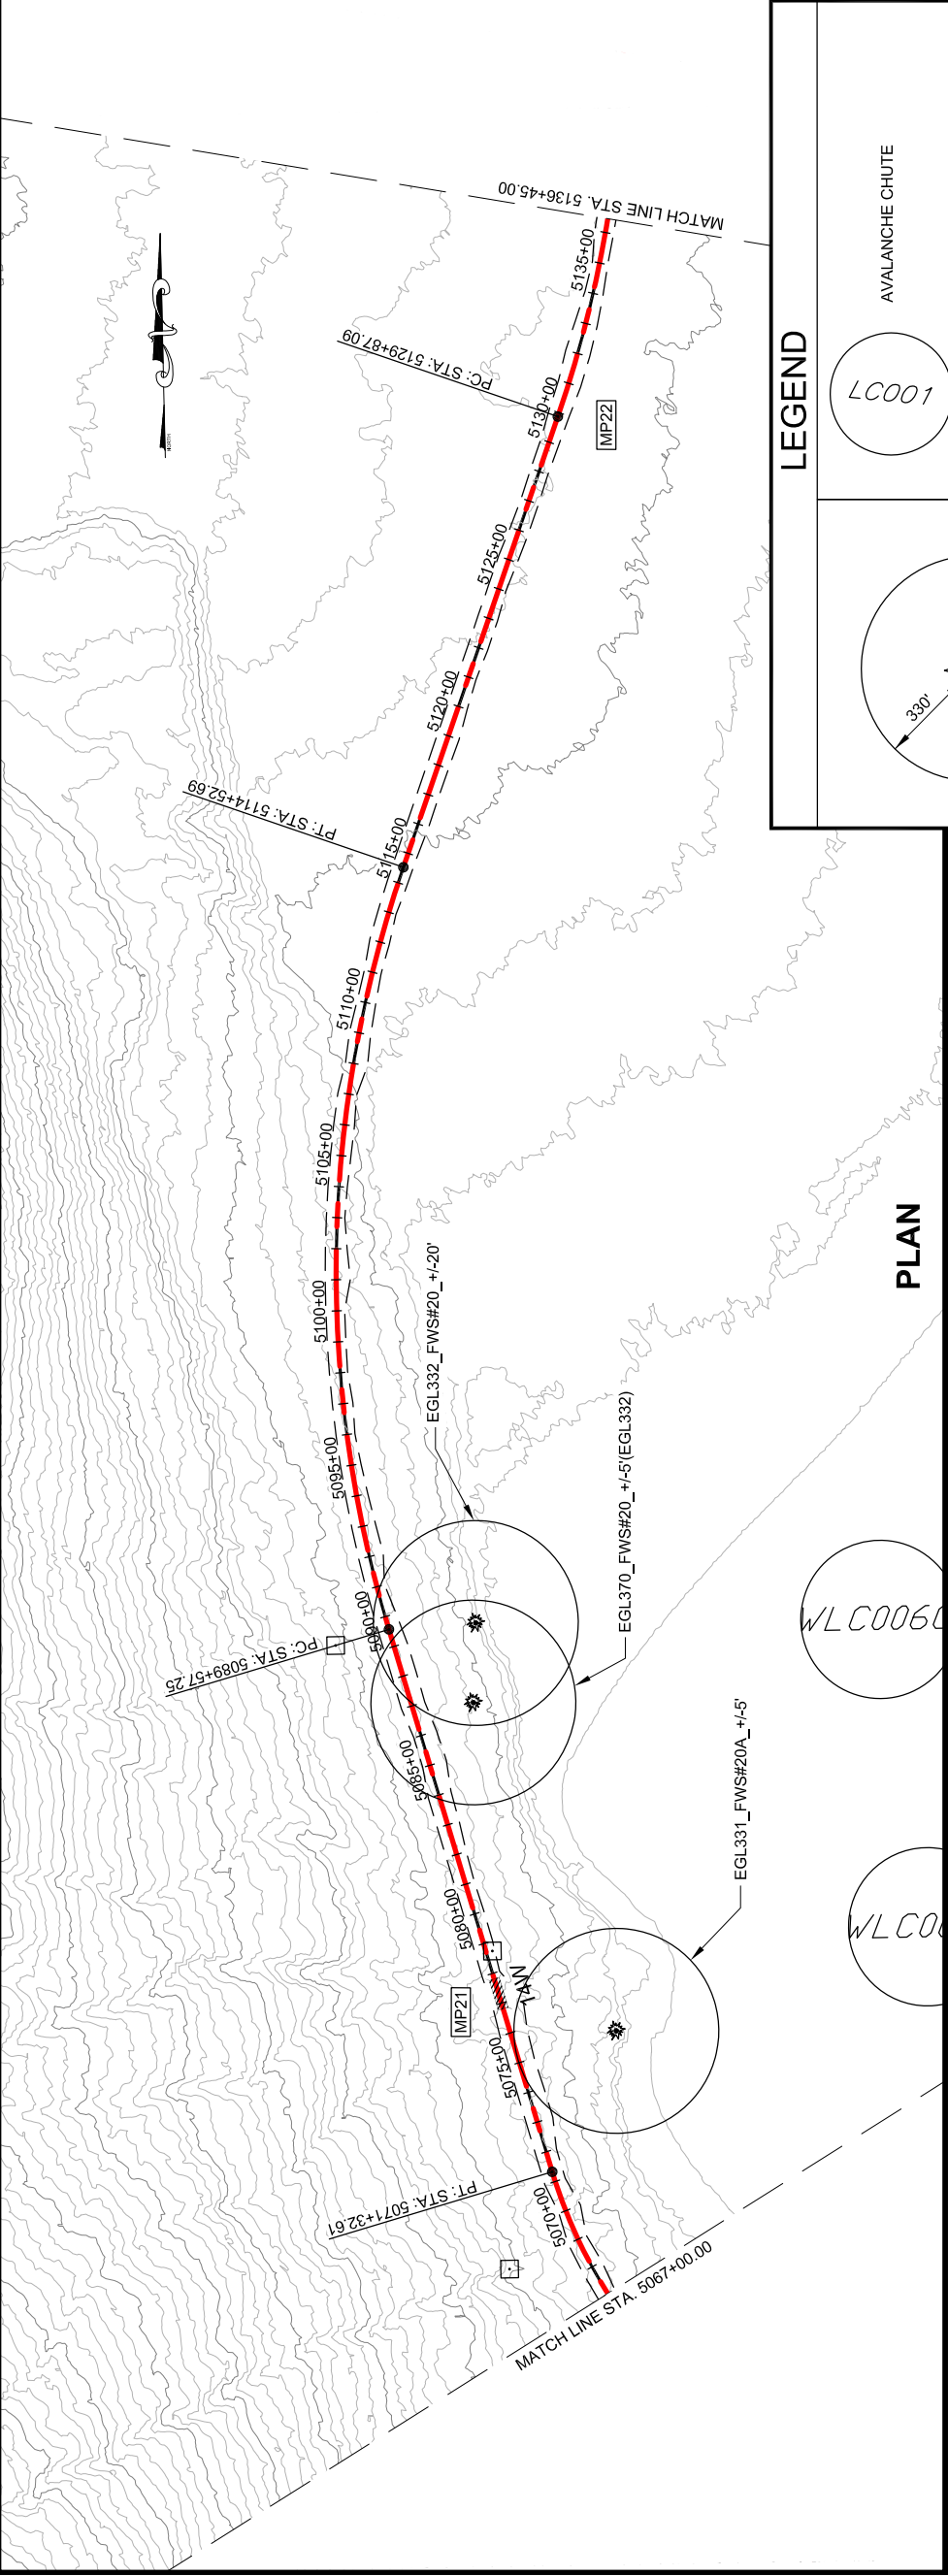 MATCH LINE STA. 5067+00.00
5070+00
PT: STA: 5071+32.61
5075+00
MP21
14W
5080+00
5085+00
PC: STA: 5089+57.25
5090+00
5095+00
5100+00
5105+00
5110+00
PT: STA: 5114+52.69
5115+00
5120+00
5125+00
5130+00
PC: STA: 5129+87.09
MP22
5135+00
MATCH LINE STA. 5136+45.00
NORTH
EGL332_FWS#20_+/-20'
EGL370_FWS#20_+/-5'(EGL332)
EGL331_FWS#20A_+/-5'
WLC006
WLC00
PLAN
LEGEND
330'
LC001
AVALANCHE CHUTE